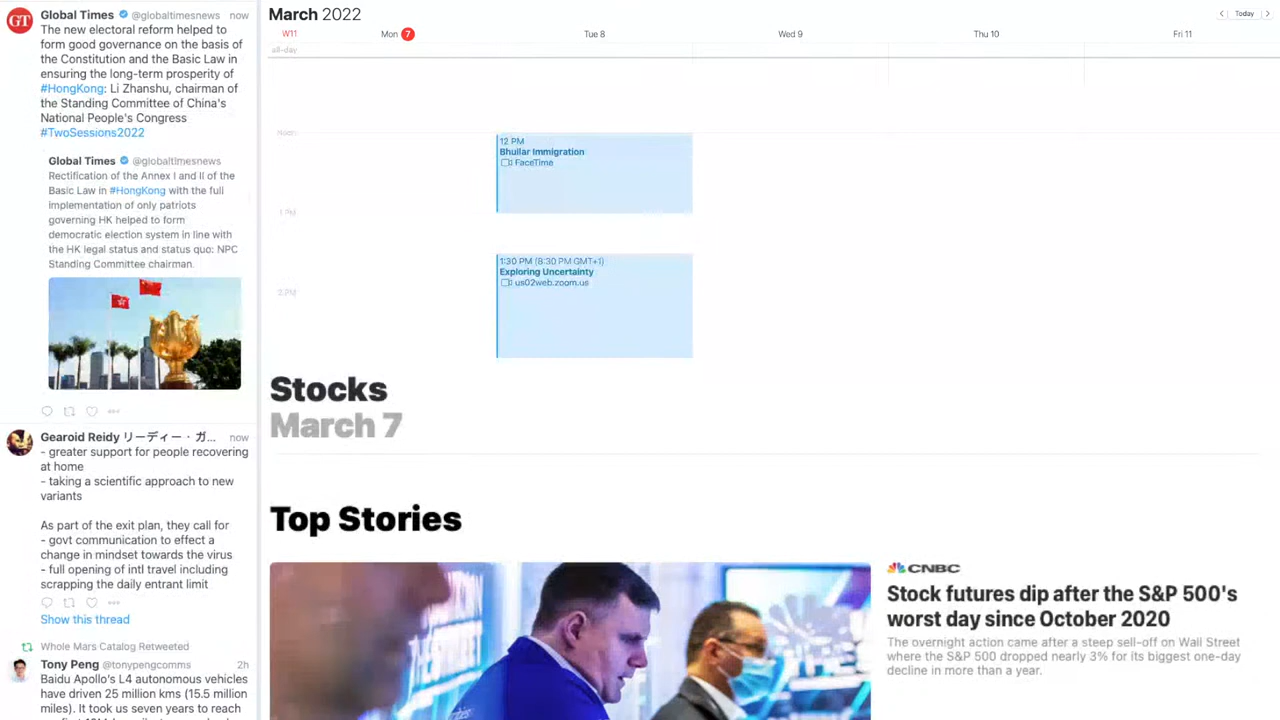 Global Times @globaltimesnews now
The new electoral reform helped to
form good governance on the basis of
the Constitution and the Basic Law in
ensuring the long-term prosperity of
#HongKong: Li Zhanshu, chairman of
the Standing Committee of China's
National People's Congress
#TwoSessions2022
Global Times @globaltimesnews
Rectification of the Annex I and II of the
Basic Law in #HongKong with the full
implementation of only patriots
governing HK helped to form
democratic election system in line with
the HK legal status and status quo: NPC
Standing Committee chairman.
Gearoid Reidy リーディー・ガ... now
- greater support for people recovering
at home
- taking a scientific approach to new
variants
As part of the exit plan, they call for
- govt communication to effect a
change in mindset towards the virus
- full opening of intl travel including
scrapping the daily entrant limit
Show this thread
Whole Mars Catalog Retweeted
Tony Peng @tonypengcomms 2h
Baidu Apollo's L4 autonomous vehicles
have driven 25 million kms (15.5 million
miles). It took us seven years to reach
March 2022
Today
W11 Mon 7 Tue 8 Wed 9 Thu 10 Fri 11
all-day
Noon
12 PM
Bhullar Immigration
FaceTime
1 PM
1:30 PM (8:30 PM GMT+1)
Exploring Uncertainty
us02web.zoom.us
2 PM
Stocks
March 7
Top Stories
CNBC
Stock futures dip after the S&P 500's
worst day since October 2020
The overnight action came after a steep sell-off on Wall Street
where the S&P 500 dropped nearly 3% for its biggest one-day
decline in more than a year.